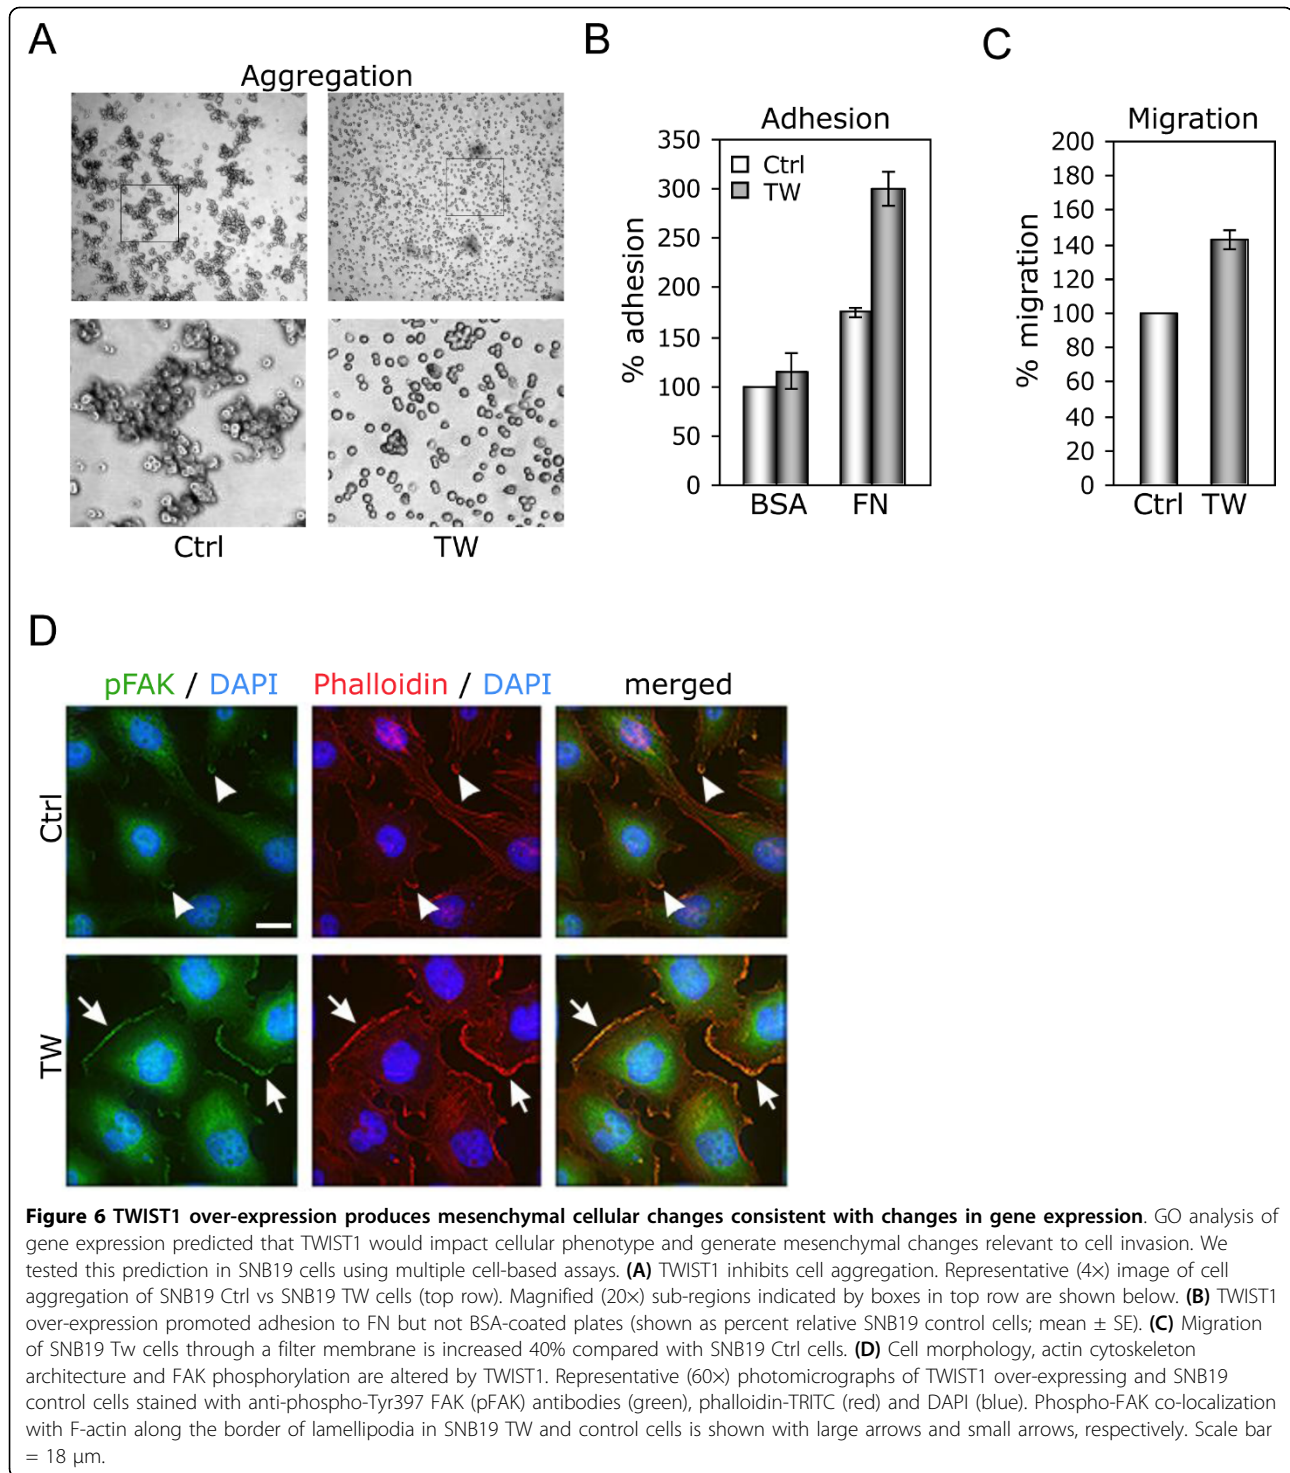 A
Aggregation
Ctrl
TW
B
Adhesion
350
300
250
200
150
100
50
0
% adhesion
Ctrl
TW
BSA FN
C
Migration
200
180
160
140
120
100
80
60
40
20
0
% migration
Ctrl TW
D
pFAK / DAPI
Phalloidin / DAPI
merged
Ctrl
TW
Figure 6 TWIST1 over-expression produces mesenchymal cellular changes consistent with changes in gene expression. GO analysis of
gene expression predicted that TWIST1 would impact cellular phenotype and generate mesenchymal changes relevant to cell invasion. We
tested this prediction in SNB19 cells using multiple cell-based assays. (A) TWIST1 inhibits cell aggregation. Representative (4×) image of cell
aggregation of SNB19 Ctrl vs SNB19 TW cells (top row). Magnified (20×) sub-regions indicated by boxes in top row are shown below. (B) TWIST1
over-expression promoted adhesion to FN but not BSA-coated plates (shown as percent relative SNB19 control cells; mean ± SE). (C) Migration
of SNB19 Tw cells through a filter membrane is increased 40% compared with SNB19 Ctrl cells. (D) Cell morphology, actin cytoskeleton
architecture and FAK phosphorylation are altered by TWIST1. Representative (60×) photomicrographs of TWIST1 over-expressing and SNB19
control cells stained with anti-phospho-Tyr397 FAK (pFAK) antibodies (green), phalloidin-TRITC (red) and DAPI (blue). Phospho-FAK co-localization
with F-actin along the border of lamellipodia in SNB19 TW and control cells is shown with large arrows and small arrows, respectively. Scale bar
= 18 μm.